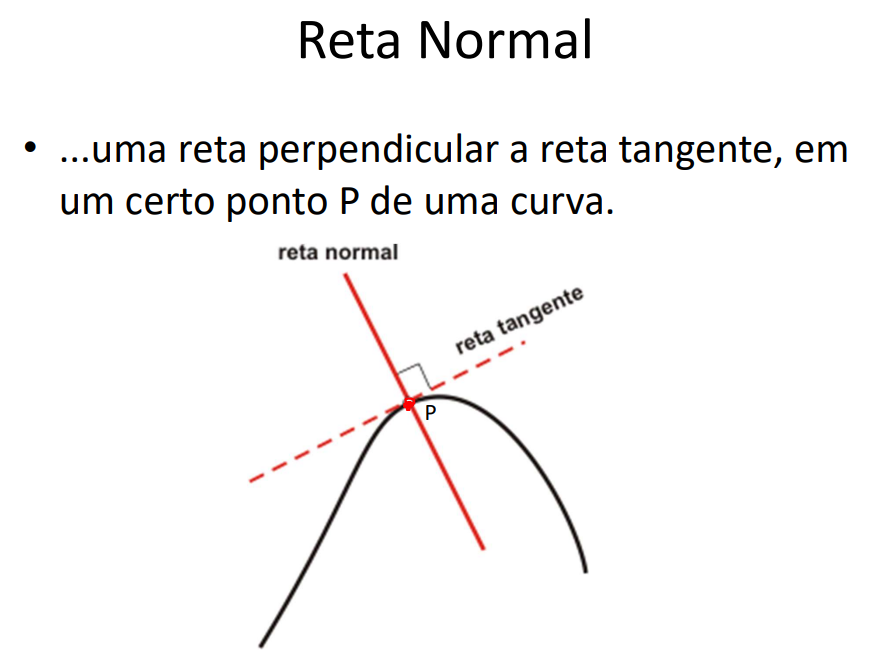 Reta Normal
• ...uma reta perpendicular a reta tangente, em
um certo ponto P de uma curva.
reta normal
reta tangente
P